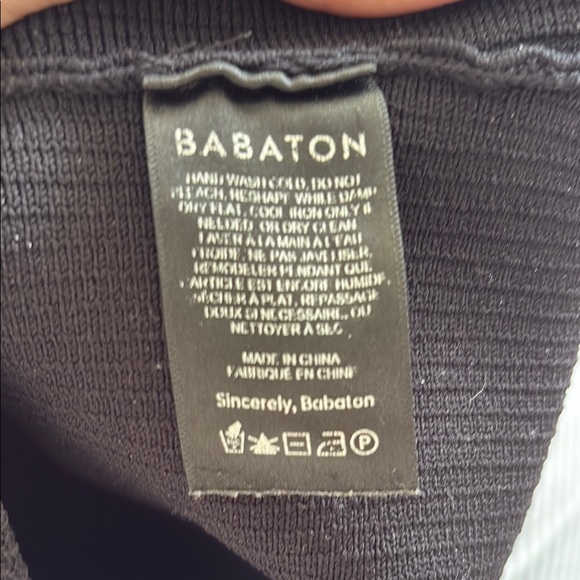 BABATON
HAND WASH COLD, DO NOT
BLEACH, RESHAPE WHILE DAMP
DRY FLAT, COOL IRON ONLY IF
NEEDED OR DRY CLEAN
LAVER À LA MAIN À L'EAU
FROIDE, NE PAS JAVELLISER,
REMODELER PENDANT QUE
L'ARTICLE EST ENCORE HUMIDE,
SÉCHER À PLAT, REPASSAGE
DOUX SI NÉCESSAIRE, OU
NETTOYER À SEC
MADE IN CHINA
FABRIQUÉ EN CHINE
Sincerely, Babaton
P